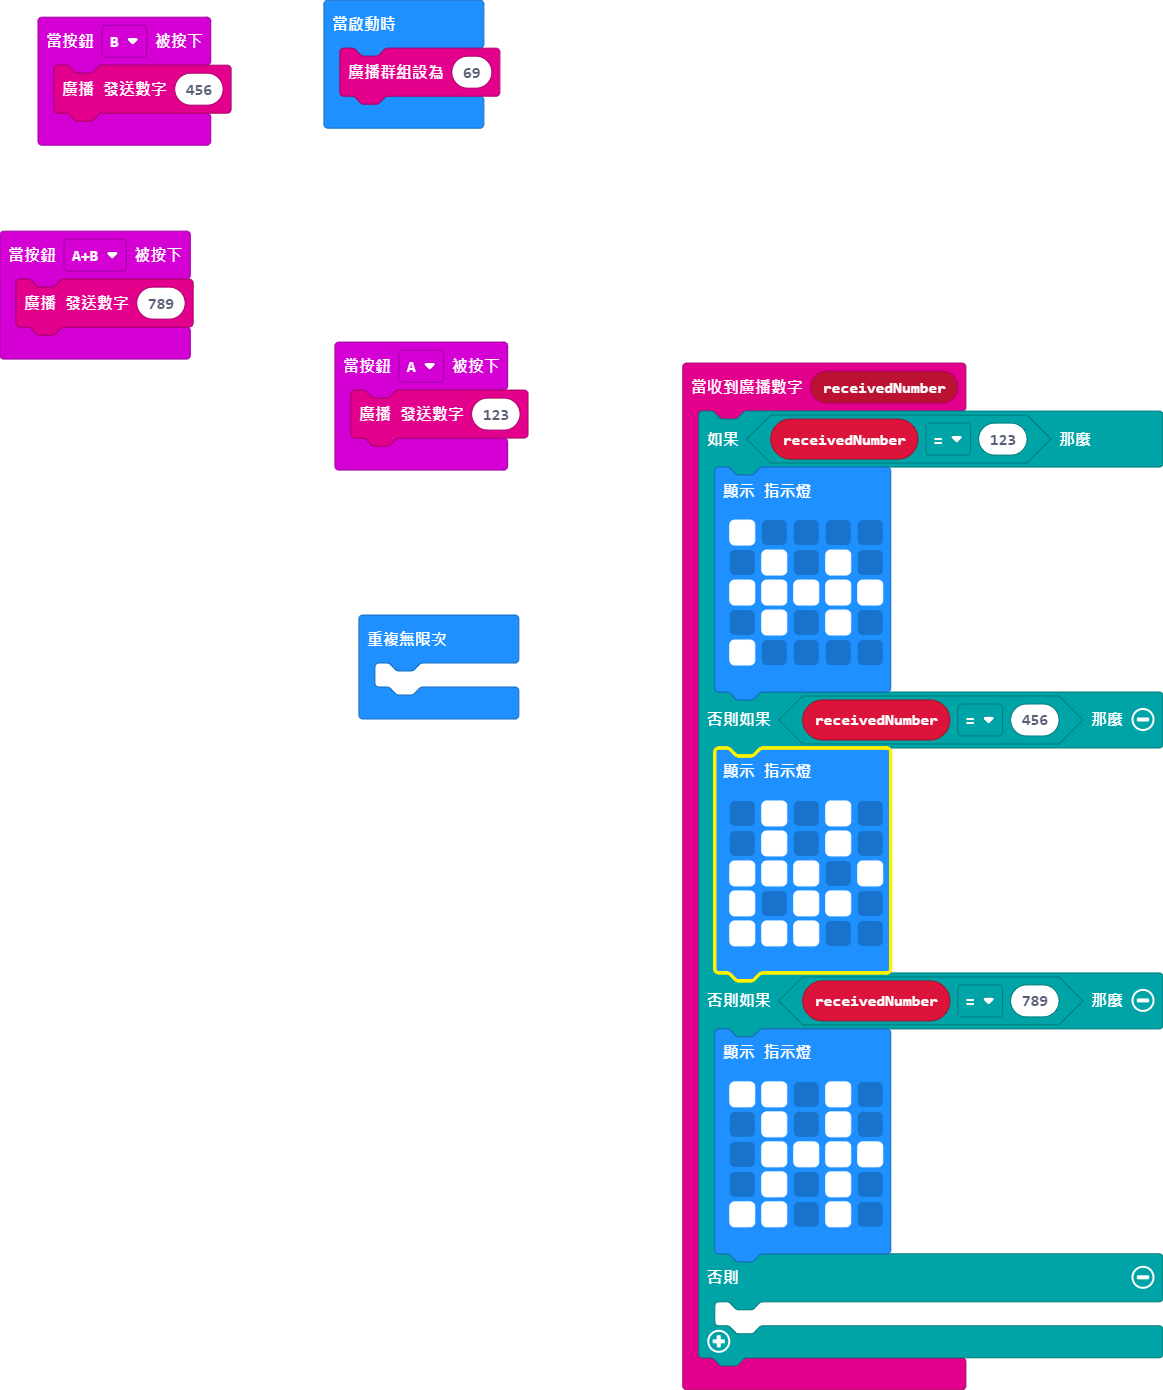 當按鈕 B 被按下
廣播 發送數字 456
當啟動時
廣播群組設為 69
當按鈕 A+B 被按下
廣播 發送數字 789
當按鈕 A 被按下
廣播 發送數字 123
重複無限次
當收到廣播數字 receivedNumber
如果 receivedNumber = 123 那麼
顯示 指示燈
否則如果 receivedNumber = 456 那麼
顯示 指示燈
否則如果 receivedNumber = 789 那麼
顯示 指示燈
否則